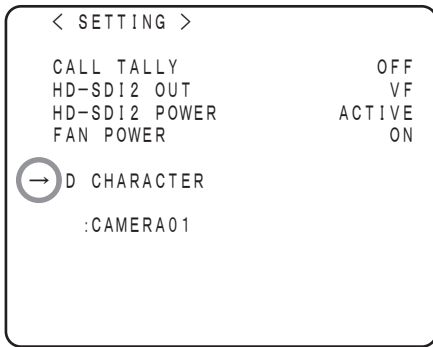 < SETTING >
CALL TALLY OFF
HD-SDI2 OUT VF
HD-SDI2 POWER ACTIVE
FAN POWER ON
→ D CHARACTER
:CAMERA01